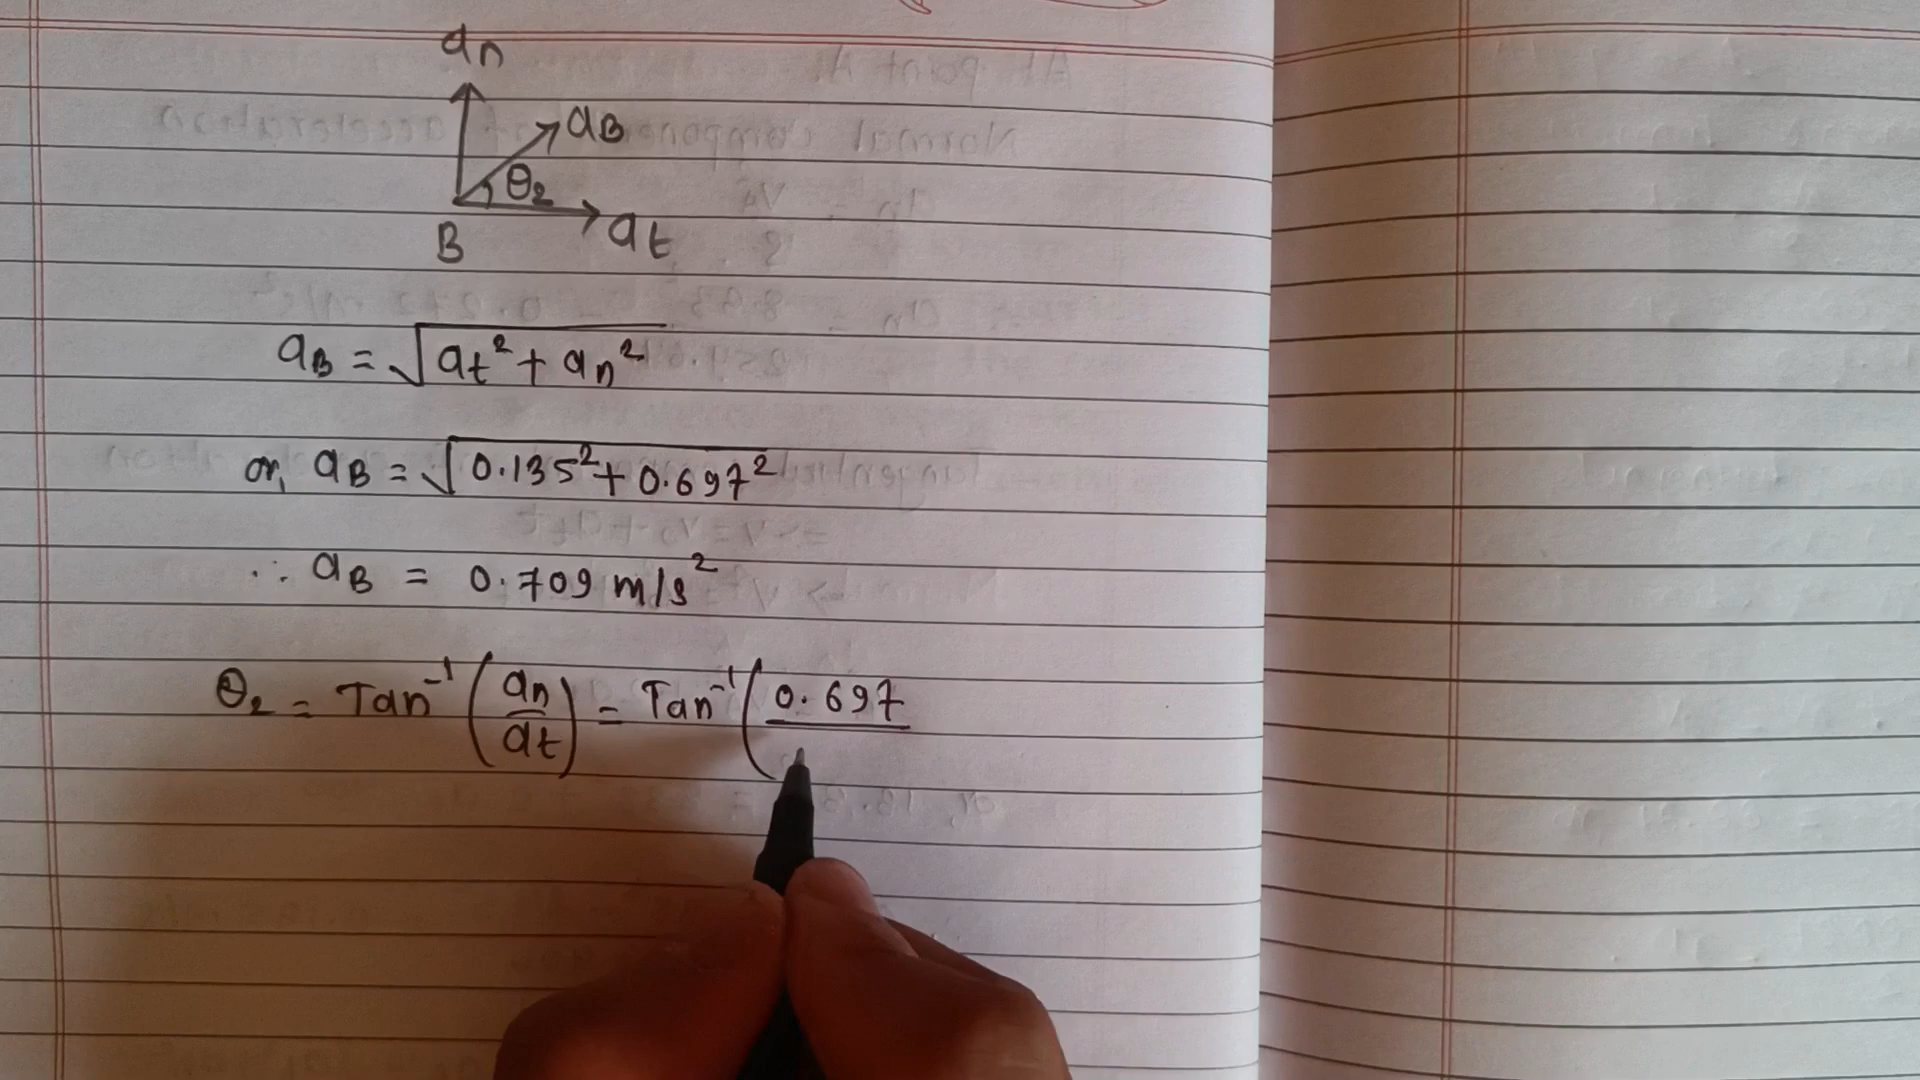 an
aB
θ2
at
B
aB = √at² + an²
or, aB = √0.135² + 0.697²
∴ aB = 0.709 m/s²
θ2 = Tan⁻¹ (an/at) = Tan⁻¹ (0.697